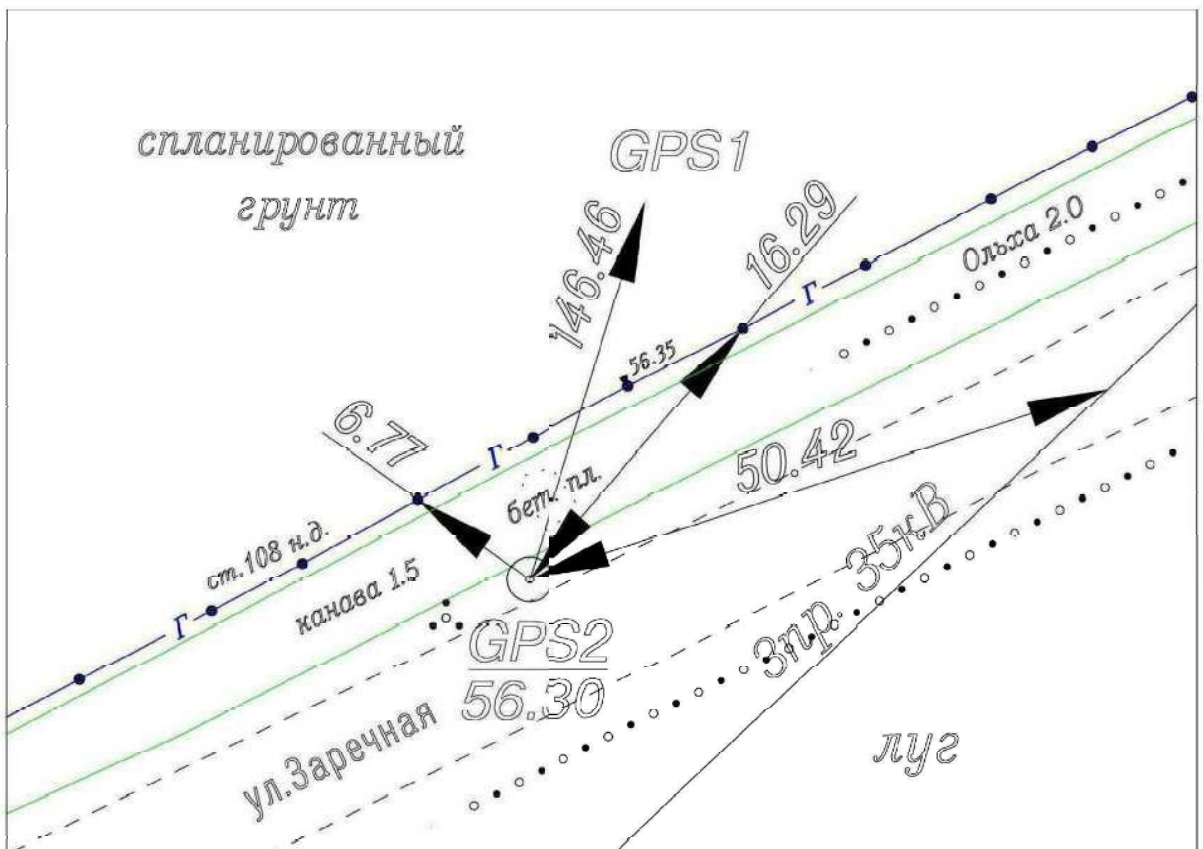 спланированный
грунт
GPS1
146.46
16.29
Ольха 2.0
Г
56.35
6.77
Г
50.42
бет. пл.
ст.108 н.д.
канава 1.5
3пр. 35кВ
Г
GPS2
56.30
ул.Заречная
луг